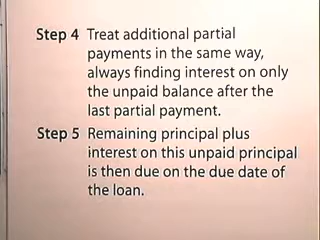 Step 4 Treat additional partial
payments in the same way,
always finding interest on only
the unpaid balance after the
last partial payment.
Step 5 Remaining principal plus
interest on this unpaid principal
is then due on the due date of
the loan.